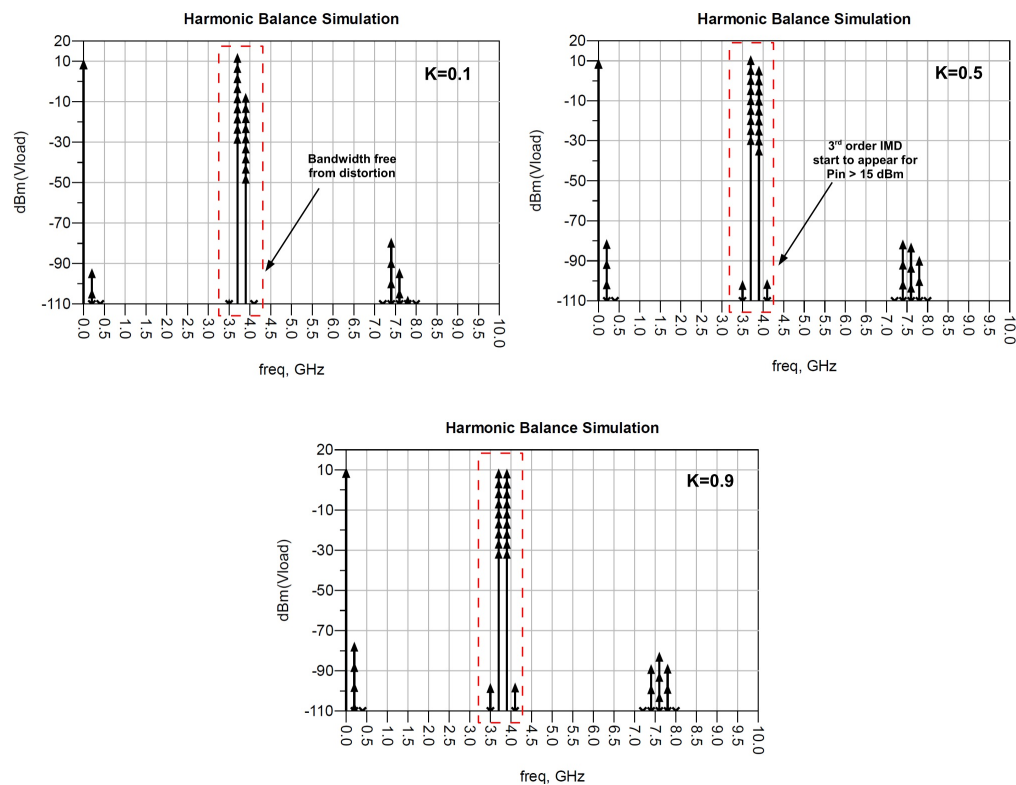 Harmonic Balance Simulation
20
10
-10
-30
-50
-70
-90
-110
dBm(Vload)
K=0.1
Bandwidth free
from distortion
0.0 0.5 1.0 1.5 2.0 2.5 3.0 3.5 4.0 4.5 5.0 5.5 6.0 6.5 7.0 7.5 8.0 8.5 9.0 9.5 10.0
freq, GHz
Harmonic Balance Simulation
20
10
-10
-30
-50
-70
-90
-110
dBm(Vload)
K=0.5
3rd order IMD
start to appear for
Pin > 15 dBm
0.0 0.5 1.0 1.5 2.0 2.5 3.0 3.5 4.0 4.5 5.0 5.5 6.0 6.5 7.0 7.5 8.0 8.5 9.0 9.5 10.0
freq, GHz
Harmonic Balance Simulation
20
10
-10
-30
-50
-70
-90
-110
dBm(Vload)
K=0.9
0.0 0.5 1.0 1.5 2.0 2.5 3.0 3.5 4.0 4.5 5.0 5.5 6.0 6.5 7.0 7.5 8.0 8.5 9.0 9.5 10.0
freq, GHz